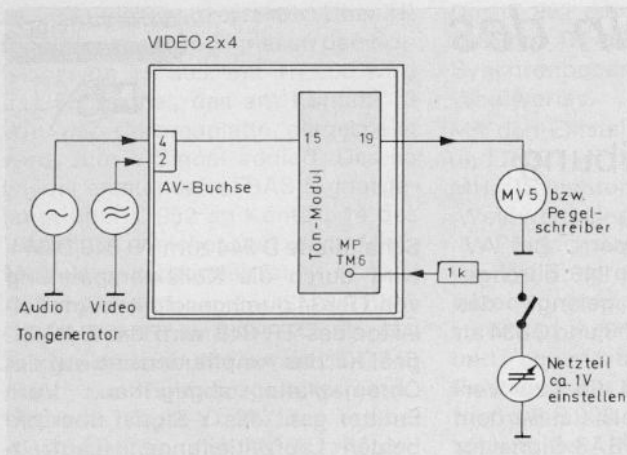 VIDEO 2x4
4
2
15
19
AV-Buchse
Ton-Modul
MP
TM6
1k
MV5 bzw.
Pegel-
schreiber
Audio Video
Tongenerator
Netzteil
ca. 1V
einstellen